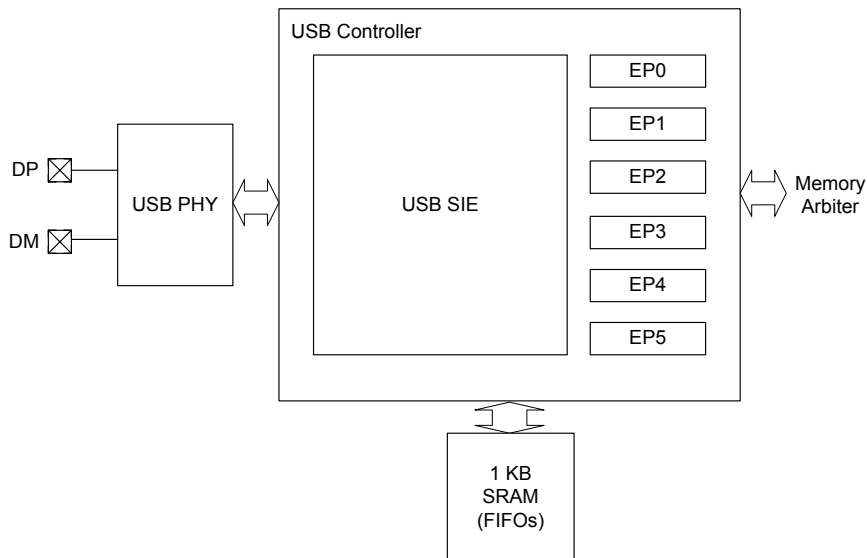 USB Controller
EP0
EP1
DP
EP2
USB PHY
USB SIE
Memory
Arbiter
DM
EP3
EP4
EP5
1 KB
SRAM
(FIFOs)